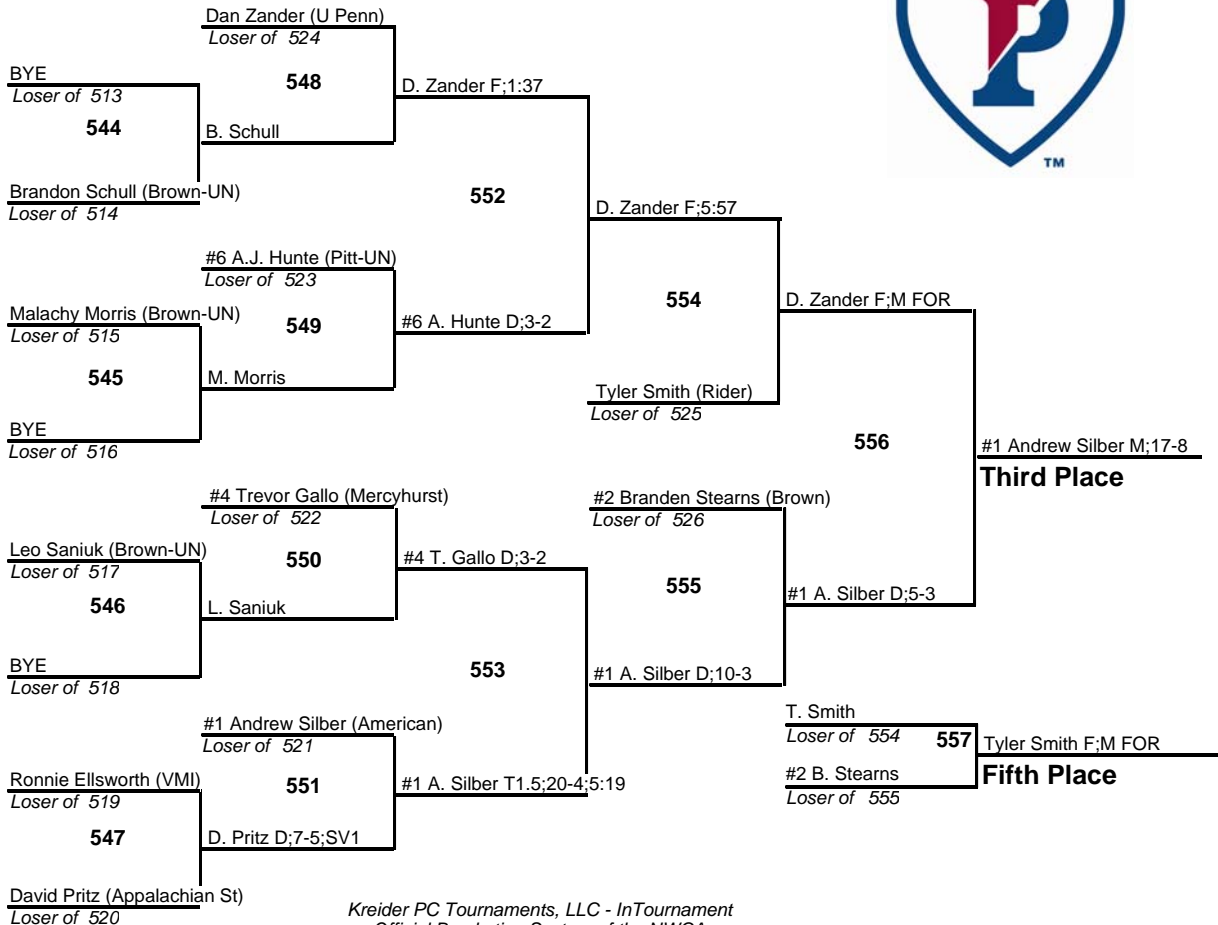 Dan Zander (U Penn)
Loser of 524
BYE
Loser of 513
548
D. Zander F;1:37
544
B. Schull
Brandon Schull (Brown-UN)
Loser of 514
552
D. Zander F;5:57
#6 A.J. Hunte (Pitt-UN)
Loser of 523
Malachy Morris (Brown-UN)
Loser of 515
549
#6 A. Hunte D;3-2
554
D. Zander F;M FOR
545
M. Morris
Tyler Smith (Rider)
Loser of 525
BYE
Loser of 516
556
#1 Andrew Silber M;17-8
Third Place
#4 Trevor Gallo (Mercyhurst)
Loser of 522
#2 Branden Stearns (Brown)
Loser of 526
Leo Saniuk (Brown-UN)
Loser of 517
550
#4 T. Gallo D;3-2
555
#1 A. Silber D;5-3
546
L. Saniuk
BYE
Loser of 518
553
#1 A. Silber D;10-3
#1 Andrew Silber (American)
Loser of 521
T. Smith
Loser of 554
557
Tyler Smith F;M FOR
Fifth Place
#2 B. Stearns
Loser of 555
Ronnie Ellsworth (VMI)
Loser of 519
551
#1 A. Silber T1.5;20-4;5:19
547
D. Pritz D;7-5;SV1
David Pritz (Appalachian St)
Loser of 520
Kreider PC Tournaments, LLC - InTournament
P
TM